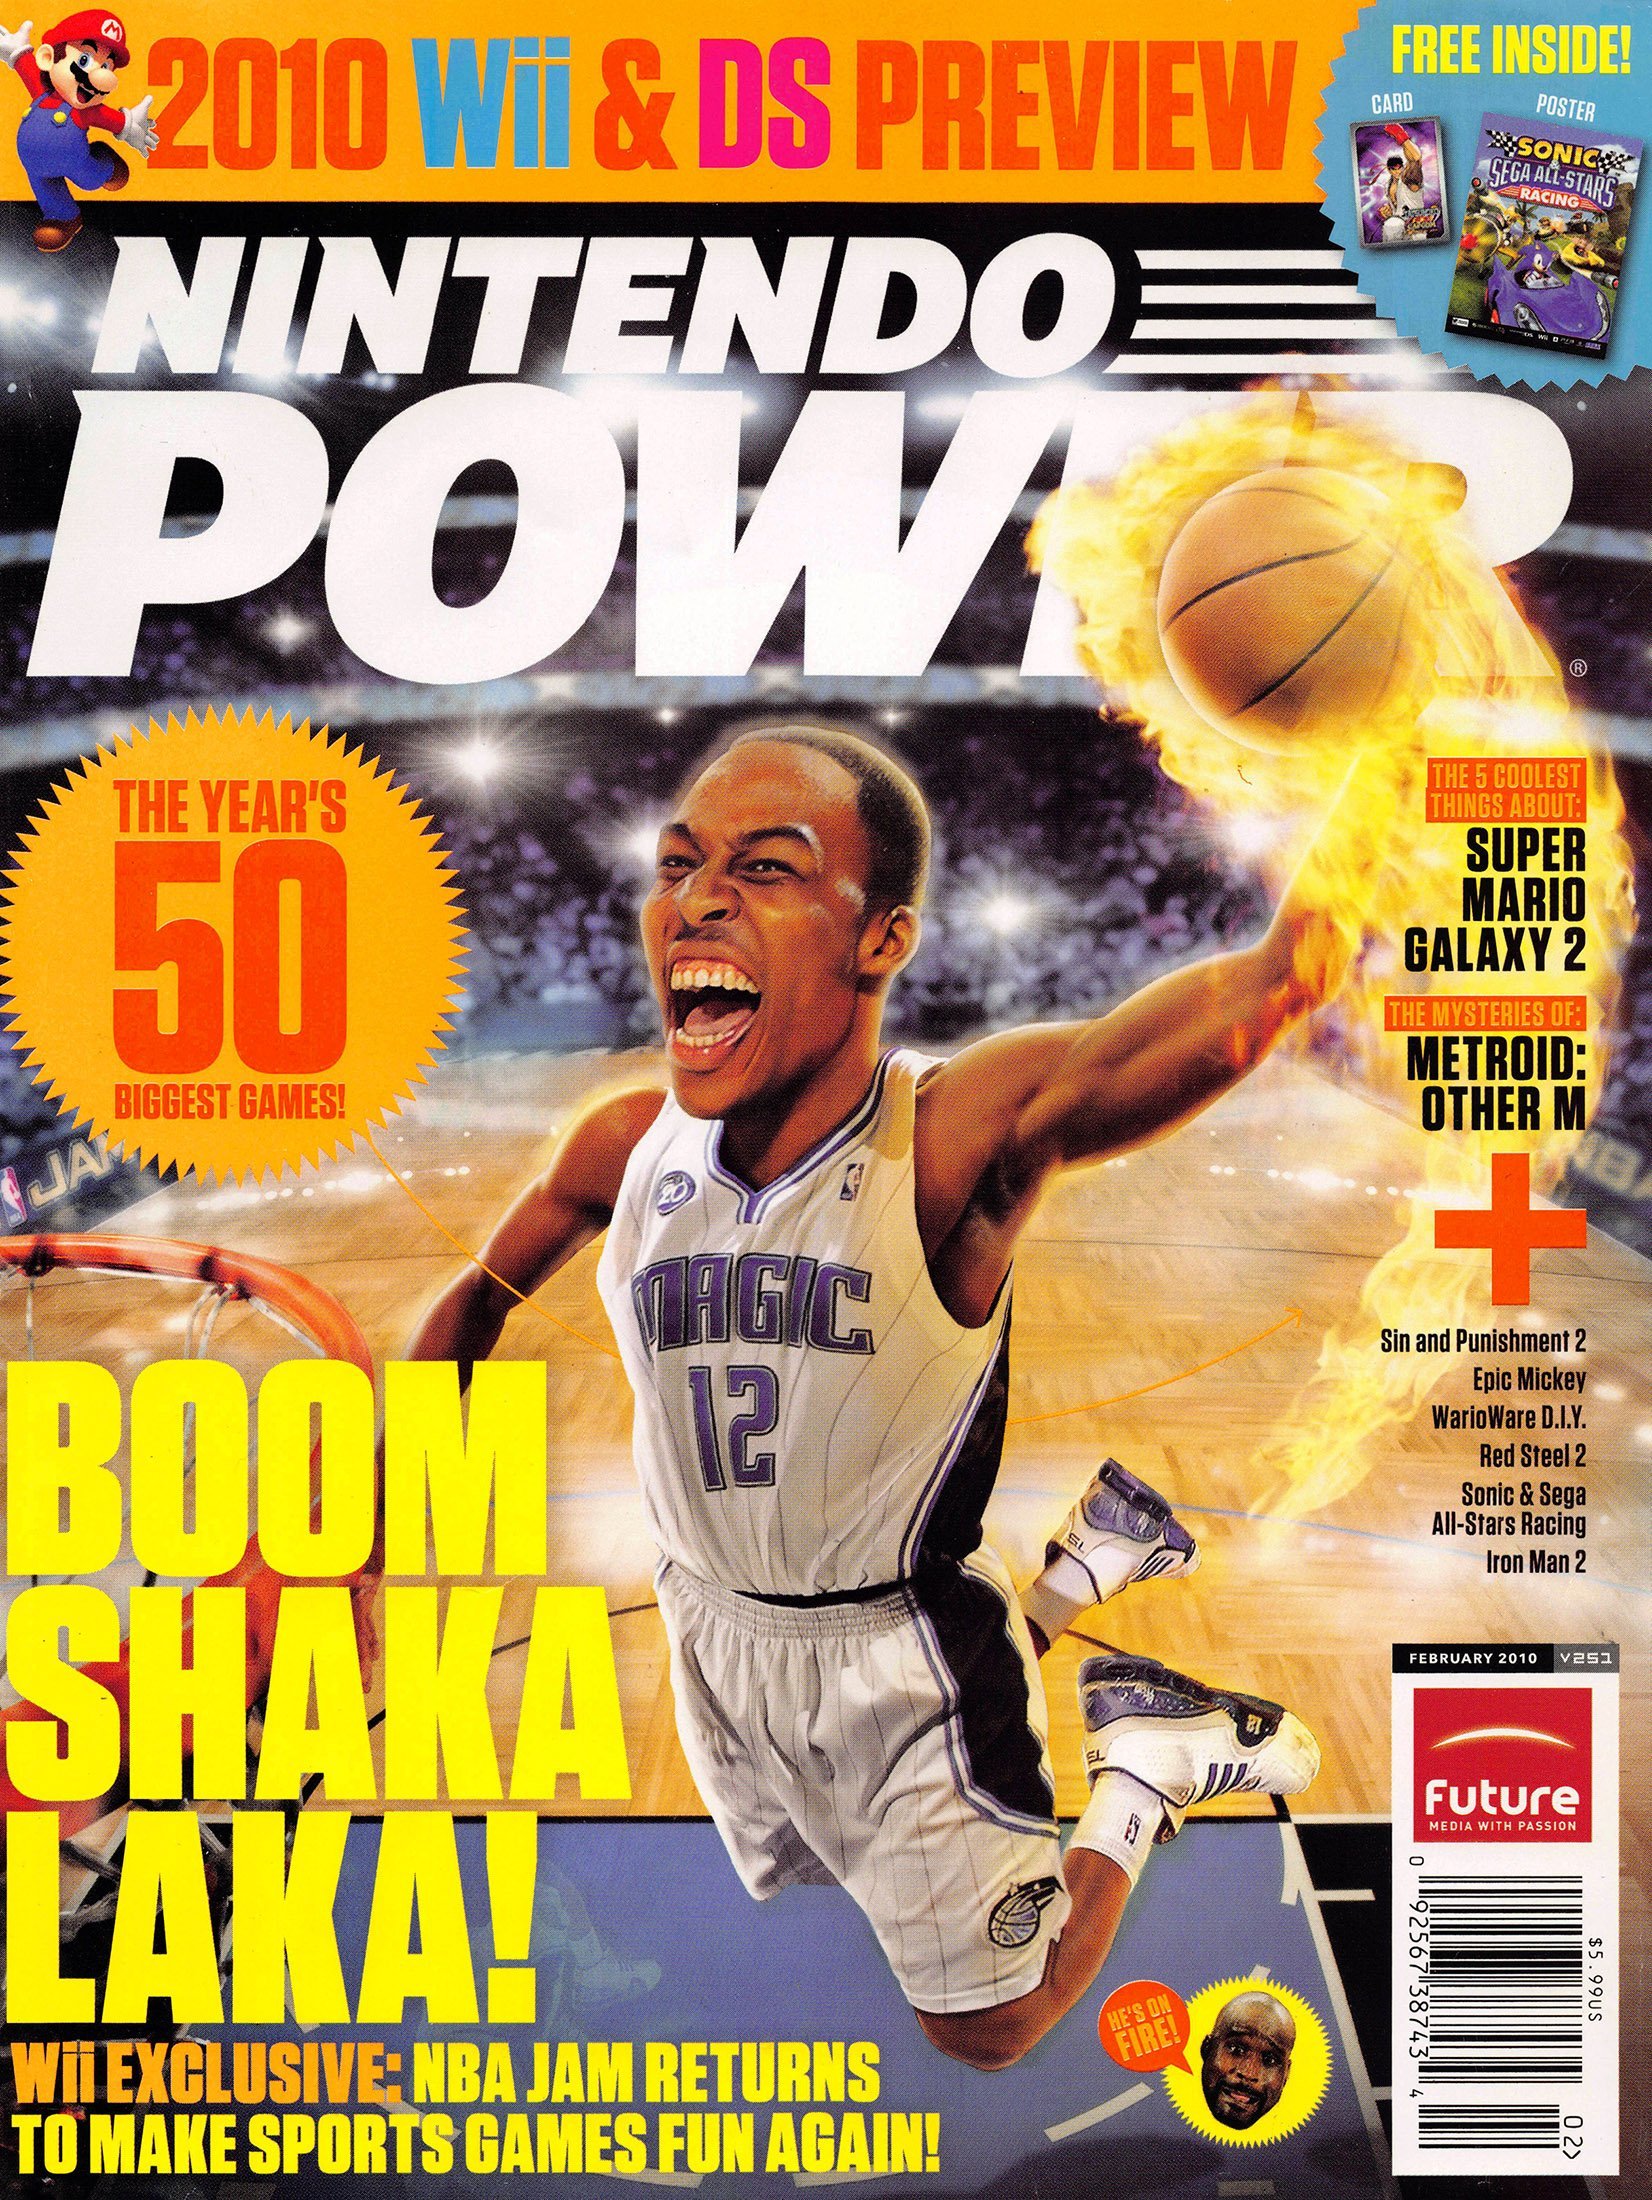 2010 Wii & DS PREVIEW
FREE INSIDE!
CARD
POSTER
SONIC
SEGA ALL-STARS
RACING
NINTENDO
POWER
®
THE YEAR'S
50
BIGGEST GAMES!
THE 5 COOLEST
THINGS ABOUT:
SUPER
MARIO
GALAXY 2
THE MYSTERIES OF:
METROID:
OTHER M
+
Sin and Punishment 2
Epic Mickey
WarioWare D.I.Y.
Red Steel 2
Sonic & Sega
All-Stars Racing
Iron Man 2
JAM
NBA
20
MAGIC
12
BOOM
SHAKA
LAKA!
Wii EXCLUSIVE: NBA JAM RETURNS
TO MAKE SPORTS GAMES FUN AGAIN!
HE'S ON
FIRE!
FEBRUARY 2010 V251
Future
MEDIA WITH PASSION
$5.99US
0 92567 38743 4
02>